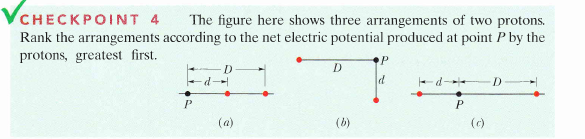 CHECKPOINT 4 The figure here shows three arrangements of two protons.
Rank the arrangements according to the net electric potential produced at point P by the
protons, greatest first.
D
d
P
(a)
D
P
d
(b)
d D
P
(c)